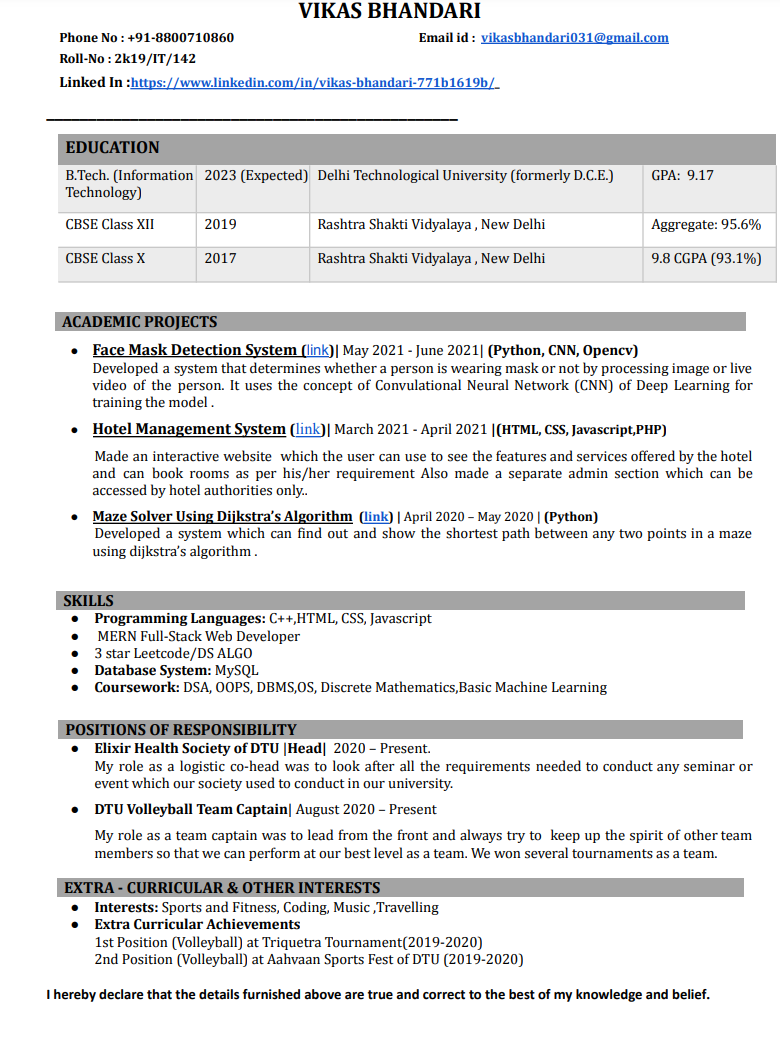 VIKAS BHANDARI
Phone No : +91-8800710860 Email id : vikasbhandari031@gmail.com
Roll-No : 2k19/IT/142
Linked In :https://www.linkedin.com/in/vikas-bhandari-771b1619b/_
EDUCATION
B.Tech. (Information Technology) 2023 (Expected) Delhi Technological University (formerly D.C.E.) GPA: 9.17
CBSE Class XII 2019 Rashtra Shakti Vidyalaya , New Delhi Aggregate: 95.6%
CBSE Class X 2017 Rashtra Shakti Vidyalaya , New Delhi 9.8 CGPA (93.1%)
ACADEMIC PROJECTS
● Face Mask Detection System (link)| May 2021 - June 2021| (Python, CNN, Opencv)
Developed a system that determines whether a person is wearing mask or not by processing image or live
video of the person. It uses the concept of Convulational Neural Network (CNN) of Deep Learning for
training the model .
● Hotel Management System (link)| March 2021 - April 2021 |(HTML, CSS, Javascript,PHP)
Made an interactive website which the user can use to see the features and services offered by the hotel
and can book rooms as per his/her requirement Also made a separate admin section which can be
accessed by hotel authorities only..
● Maze Solver Using Dijkstra’s Algorithm (link) | April 2020 – May 2020 | (Python)
Developed a system which can find out and show the shortest path between any two points in a maze
using dijkstra’s algorithm .
SKILLS
● Programming Languages: C++,HTML, CSS, Javascript
● MERN Full-Stack Web Developer
● 3 star Leetcode/DS ALGO
● Database System: MySQL
● Coursework: DSA, OOPS, DBMS,OS, Discrete Mathematics,Basic Machine Learning
POSITIONS OF RESPONSIBILITY
● Elixir Health Society of DTU |Head| 2020 – Present.
My role as a logistic co-head was to look after all the requirements needed to conduct any seminar or
event which our society used to conduct in our university.
● DTU Volleyball Team Captain| August 2020 – Present
My role as a team captain was to lead from the front and always try to keep up the spirit of other team
members so that we can perform at our best level as a team. We won several tournaments as a team.
EXTRA - CURRICULAR & OTHER INTERESTS
● Interests: Sports and Fitness, Coding, Music ,Travelling
● Extra Curricular Achievements
1st Position (Volleyball) at Triquetra Tournament(2019-2020)
2nd Position (Volleyball) at Aahvaan Sports Fest of DTU (2019-2020)
I hereby declare that the details furnished above are true and correct to the best of my knowledge and belief.